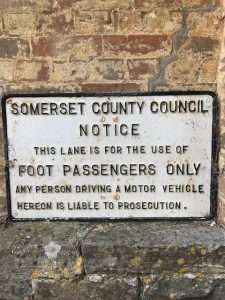 SOMERSET COUNTY COUNCIL
NOTICE
THIS LANE IS FOR THE USE OF
FOOT PASSENGERS ONLY
ANY PERSON DRIVING A MOTOR VEHICLE
HEREON IS LIABLE TO PROSECUTION.